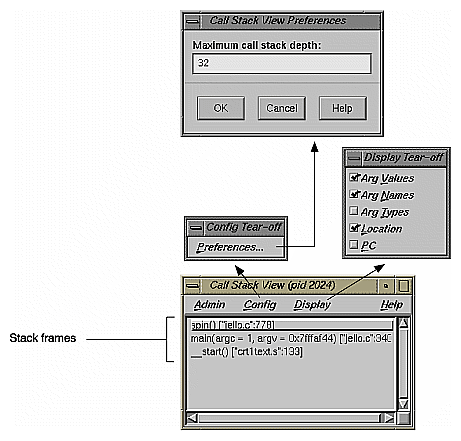 Call Stack View Preferences
Maximum call stack depth:
32
OK Cancel Help
Display Tear-off
Arg Values
Arg Names
Arg Types
Location
PC
Config Tear-off
Preferences...
Call Stack View (pid 2024)
Admin Config Display Help
Stack frames
spin() ["jello.c":778]
main(argc = 1, argv = 0x7fffaf44) ["jello.c":340
__start() ["crt1text.s":133]